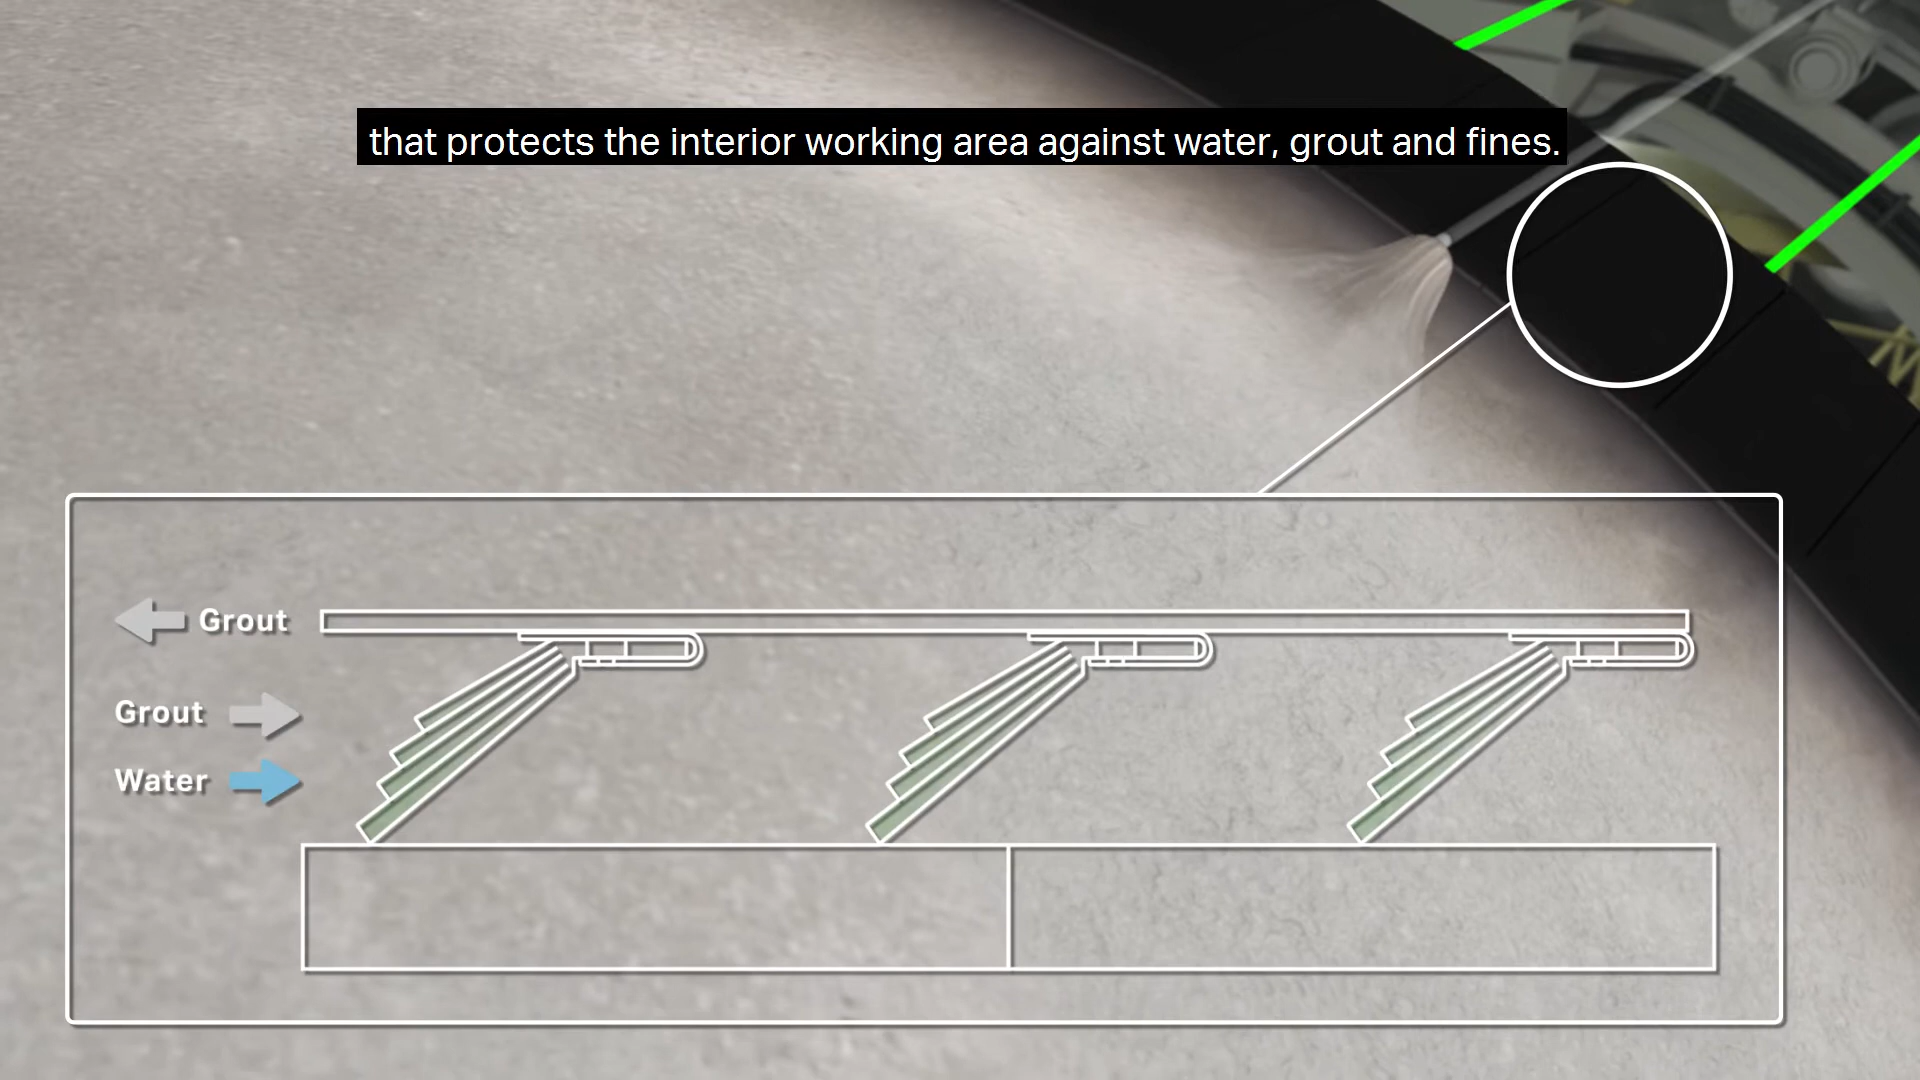 that protects the interior working area against water, grout and fines.
Grout
Grout
Water